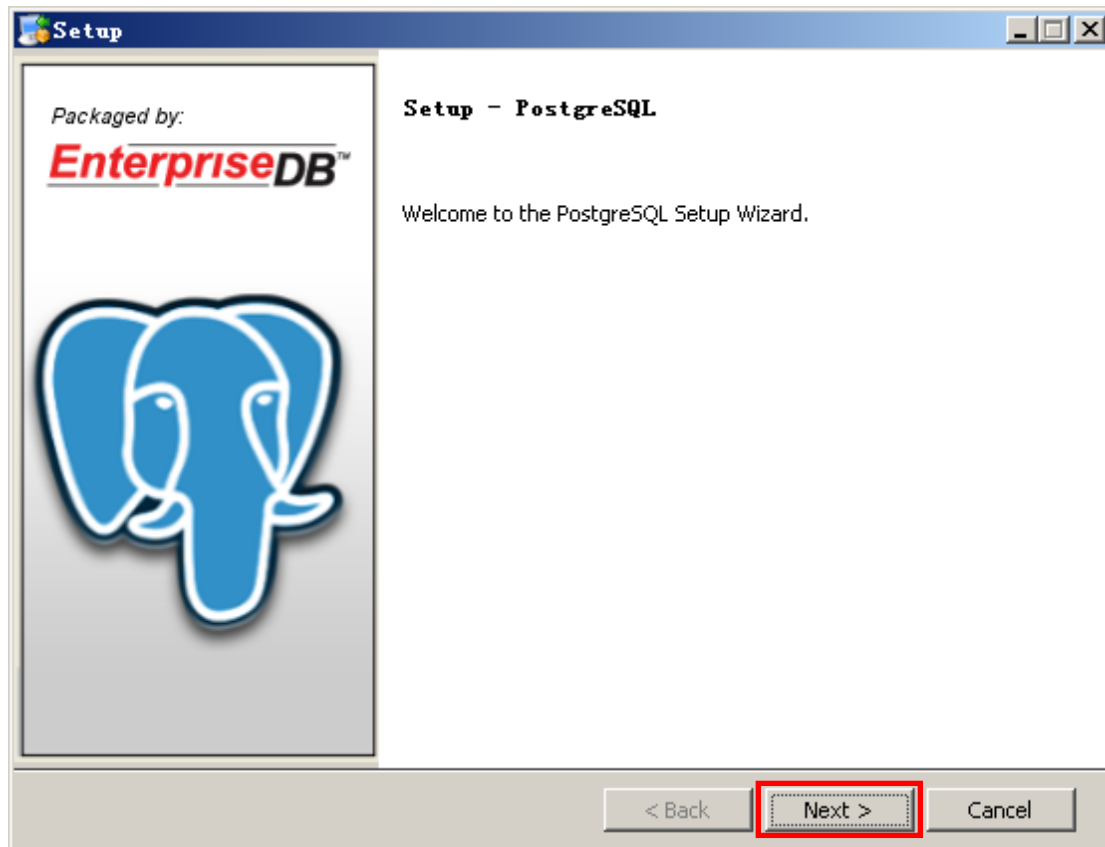 Setup
Packaged by:
EnterpriseDB™
Setup - PostgreSQL
Welcome to the PostgreSQL Setup Wizard.
< Back
Next >
Cancel